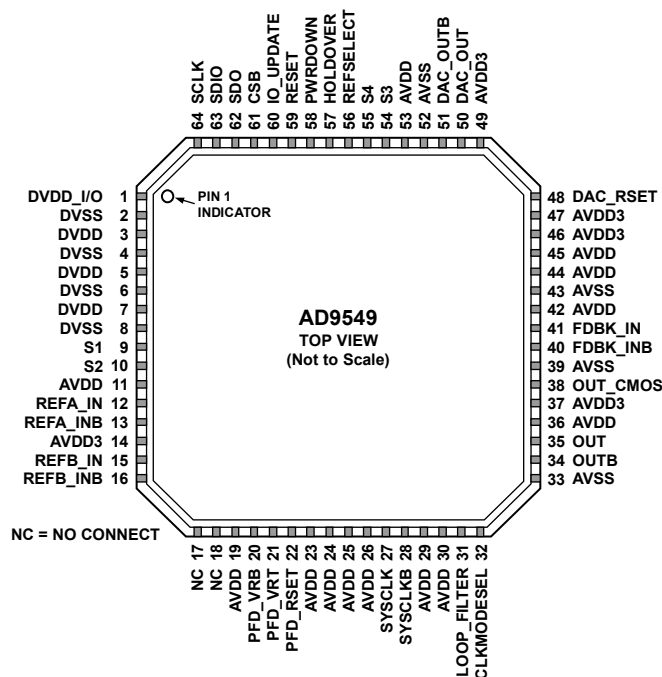 64 SCLK
63 SDIO
62 SDO
61 CSB
60 IO_UPDATE
59 RESET
58 PWRDOWN
57 HOLDOVER
56 REFSELECT
55 S4
54 S3
53 AVDD
52 AVSS
51 DAC_OUTB
50 DAC_OUT
49 AVDD3
DVDD_I/O 1
DVSS 2
DVDD 3
DVSS 4
DVDD 5
DVSS 6
DVDD 7
DVSS 8
S1 9
S2 10
AVDD 11
REFA_IN 12
REFA_INB 13
AVDD3 14
REFB_IN 15
REFB_INB 16
PIN 1
INDICATOR
AD9549
TOP VIEW
(Not to Scale)
48 DAC_RSET
47 AVDD3
46 AVDD3
45 AVDD
44 AVDD
43 AVSS
42 AVDD
41 FDBK_IN
40 FDBK_INB
39 AVSS
38 OUT_CMOS
37 AVDD3
36 AVDD
35 OUT
34 OUTB
33 AVSS
NC = NO CONNECT
NC 17
NC 18
AVDD 19
PFD_VRB 20
PFD_VRT 21
PFD_RSET 22
AVDD 23
AVDD 24
AVDD 25
AVDD 26
SYSCLK 27
SYSCLKB 28
AVDD 29
AVDD 30
LOOP_FILTER 31
CLKMODESEL 32